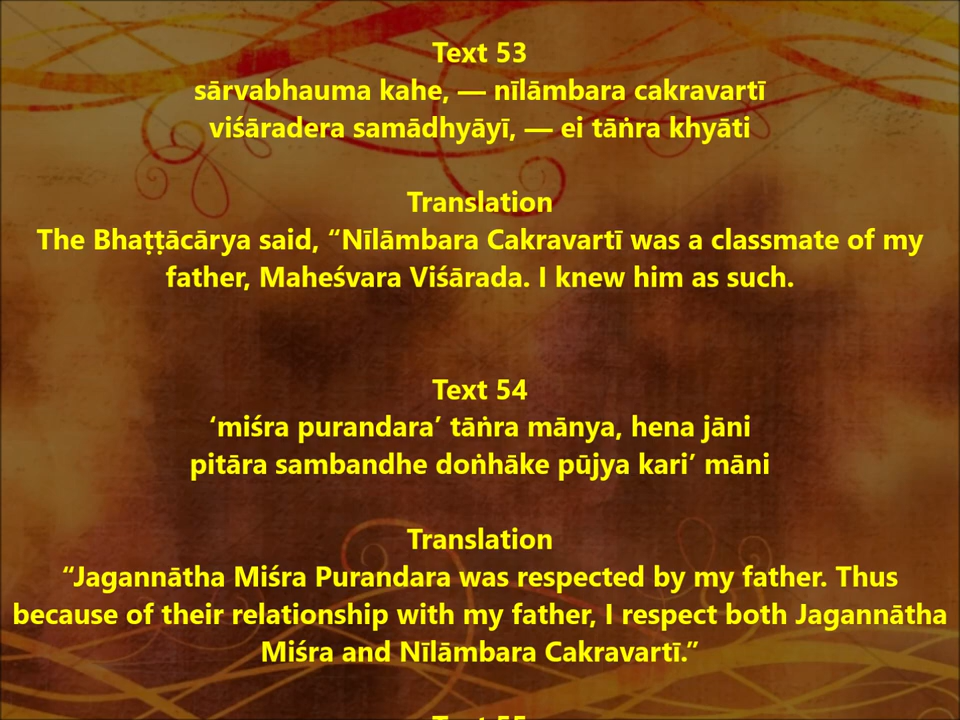 Text 53
sārvabhauma kahe, — nīlāmbara cakravartī
viśāradera samādhyāyī, — ei tāṅra khyāti
Translation
The Bhaṭṭācārya said, “Nīlāmbara Cakravartī was a classmate of my
father, Maheśvara Viśārada. I knew him as such.
Text 54
‘miśra purandara’ tāṅra mānya, hena jāni
pitāra sambandhe doṅhāke pūjya kari’ māni
Translation
“Jagannātha Miśra Purandara was respected by my father. Thus
because of their relationship with my father, I respect both Jagannātha
Miśra and Nīlāmbara Cakravartī.”
Text 55